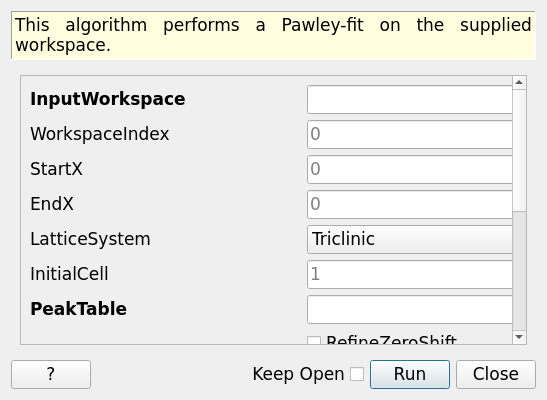 This algorithm performs a Pawley-fit on the supplied
workspace.
InputWorkspace
WorkspaceIndex 0
StartX 0
EndX 0
LatticeSystem Triclinic
InitialCell 1
PeakTable
RefineZeroShift
? Keep Open Run Close